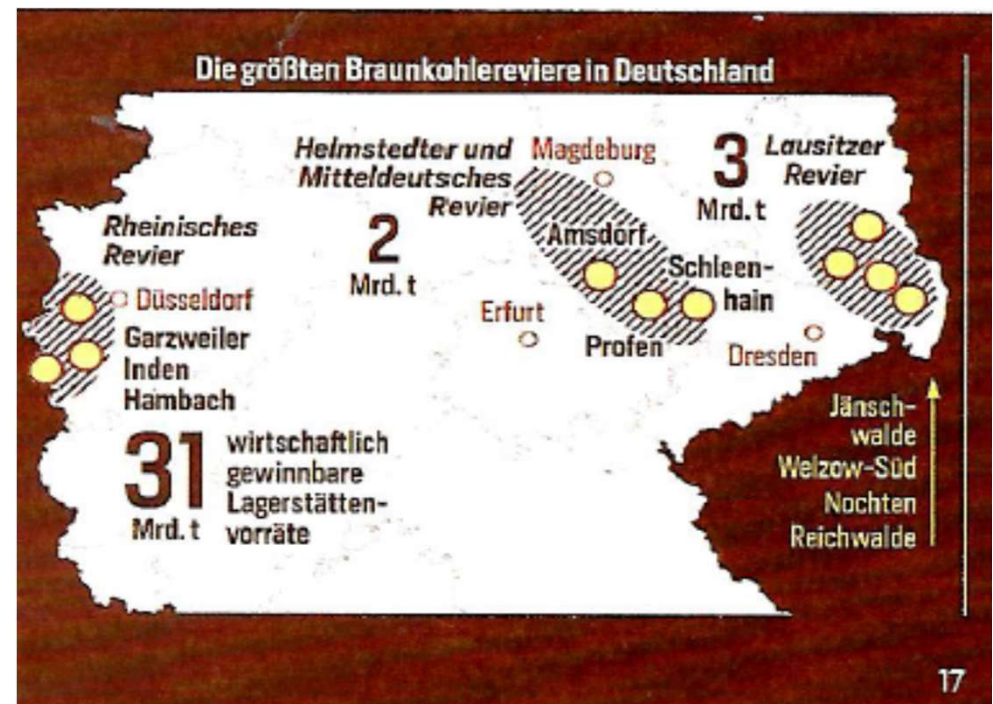 Die größten Braunkohlereviere in Deutschland
Helmstedter und
Mitteldeutsches
Revier
2
Mrd. t
Magdeburg
3
Mrd. t
Lausitzer
Revier
Rheinisches
Revier
Düsseldorf
Garzweiler
Inden
Hambach
Amsdorf
Schleen-
hain
Profen
Erfurt
Dresden
31
Mrd. t
wirtschaftlich
gewinnbare
Lagerstätten-
vorräte
Jänsch-
walde
Welzow-Süd
Nochten
Reichwalde
17